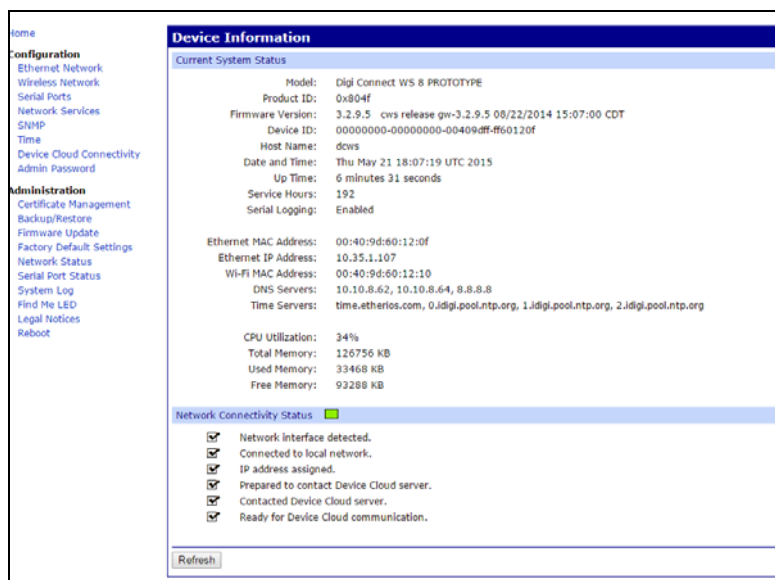 Home
Configuration
Ethernet Network
Wireless Network
Serial Ports
Network Services
SNMP
Time
Device Cloud Connectivity
Admin Password
Administration
Certificate Management
Backup/Restore
Firmware Update
Factory Default Settings
Network Status
Serial Port Status
System Log
Find Me LED
Legal Notices
Reboot
Device Information
Current System Status
Model: Digi Connect WS 8 PROTOTYPE
Product ID: 0x804f
Firmware Version: 3.2.9.5 cws release gw-3.2.9.5 08/22/2014 15:07:00 CDT
Device ID: 00000000-00000000-00409dff-ff60120f
Host Name: dcws
Date and Time: Thu May 21 18:07:19 UTC 2015
Up Time: 6 minutes 31 seconds
Service Hours: 192
Serial Logging: Enabled
Ethernet MAC Address: 00:40:9d:60:12:0f
Ethernet IP Address: 10.35.1.107
Wi-Fi MAC Address: 00:40:9d:60:12:10
DNS Servers: 10.10.8.62, 10.10.8.64, 8.8.8.8
Time Servers: time.etherios.com, 0.idigi.pool.ntp.org, 1.idigi.pool.ntp.org, 2.idigi.pool.ntp.org
CPU Utilization: 34%
Total Memory: 126756 KB
Used Memory: 33468 KB
Free Memory: 93288 KB
Network Connectivity Status
Network interface detected.
Connected to local network.
IP address assigned.
Prepared to contact Device Cloud server.
Contacted Device Cloud server.
Ready for Device Cloud communication.
Refresh